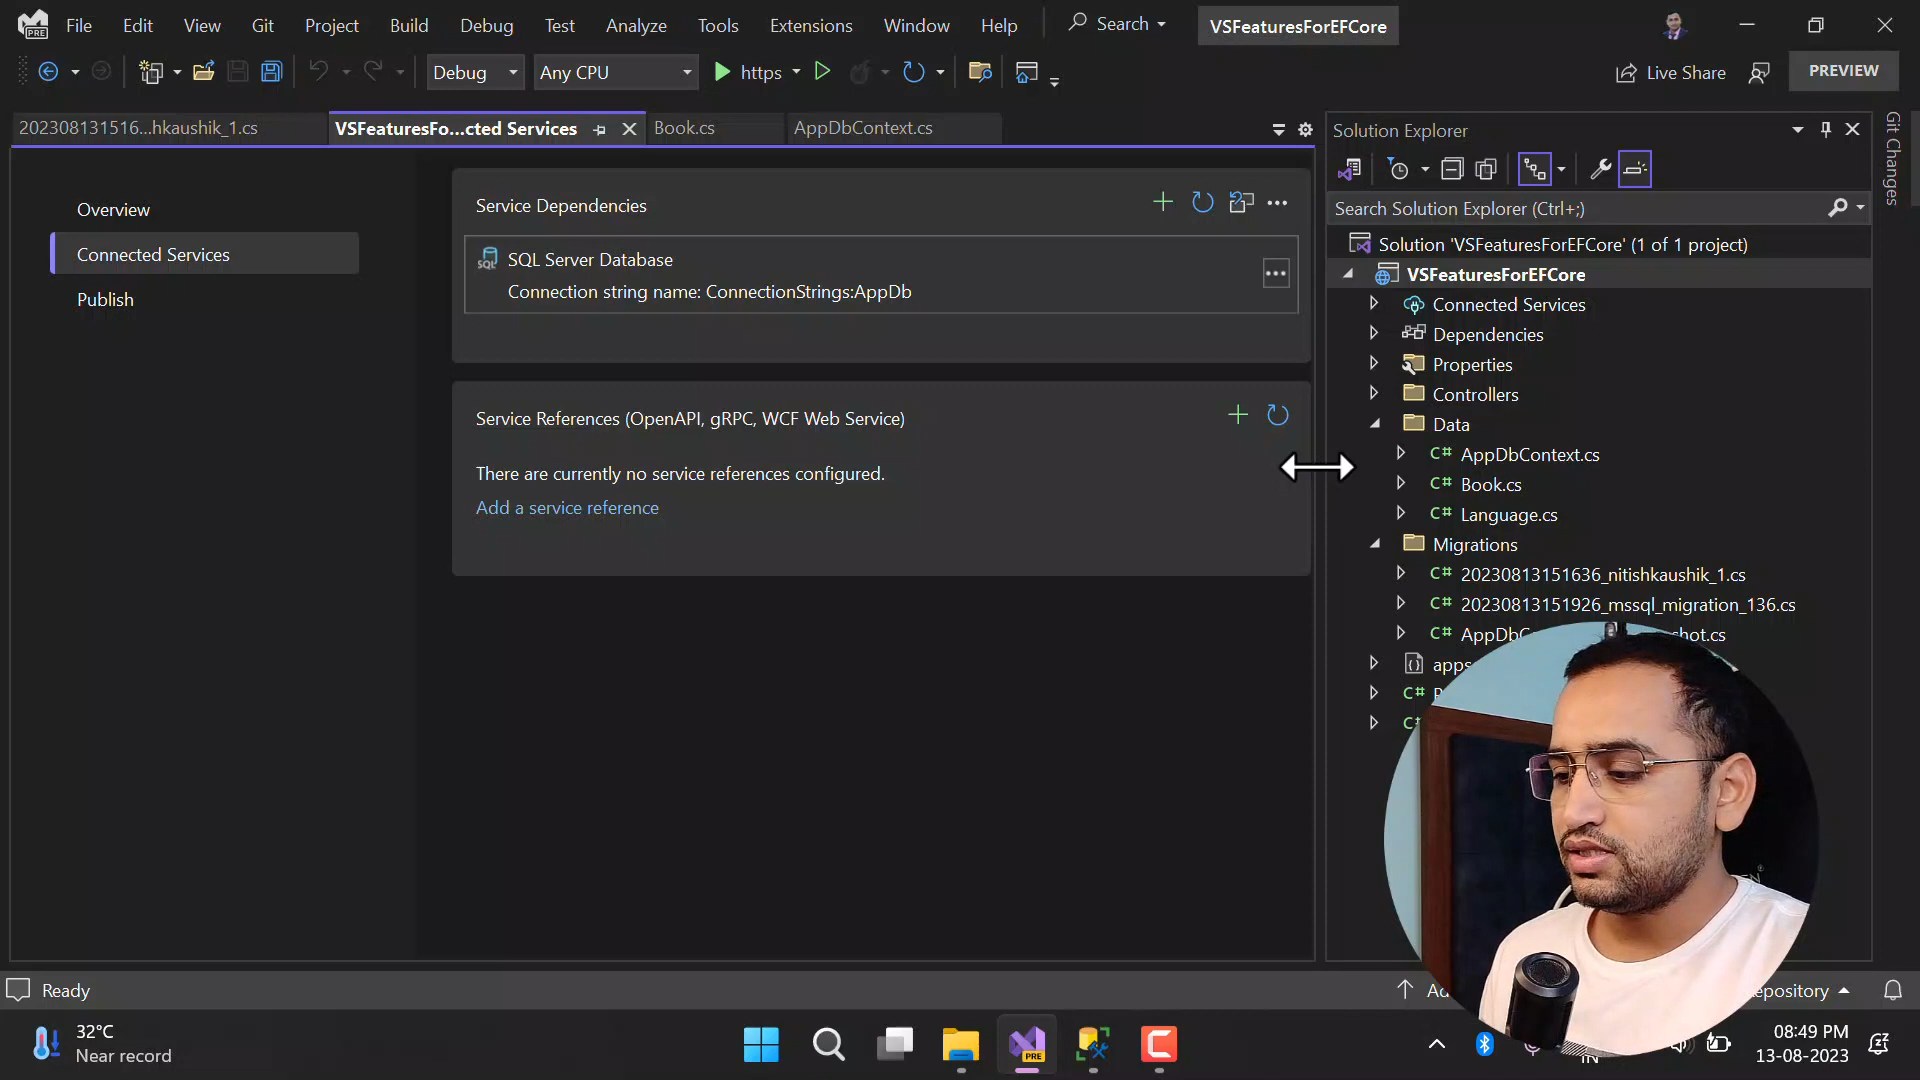 File Edit View Git Project Build Debug Test Analyze Tools Extensions Window Help Search VSFeaturesForEFCore
PRE
Debug Any CPU https Live Share PREVIEW
202308131516...hkaushik_1.cs VSFeaturesFo...cted Services Book.cs AppDbContext.cs
Overview
Connected Services
Publish
Service Dependencies
SQL
SQL Server Database
Connection string name: ConnectionStrings:AppDb
Service References (OpenAPI, gRPC, WCF Web Service)
There are currently no service references configured.
Add a service reference
Solution Explorer
Search Solution Explorer (Ctrl+;)
Solution 'VSFeaturesForEFCore' (1 of 1 project)
VSFeaturesForEFCore
Connected Services
Dependencies
Properties
Controllers
Data
C# AppDbContext.cs
C# Book.cs
C# Language.cs
Migrations
C# 20230813151636_nitishkaushik_1.cs
C# 20230813151926_mssql_migration_136.cs
C#
C#
Git Changes
Ready
32°C
Near record
PRE
08:49 PM
13-08-2023